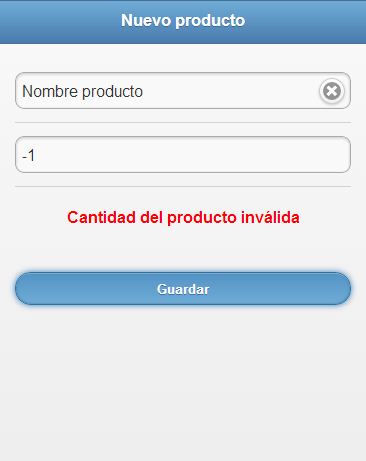 Nuevo producto
Nombre producto
-1
Cantidad del producto inválida
Guardar